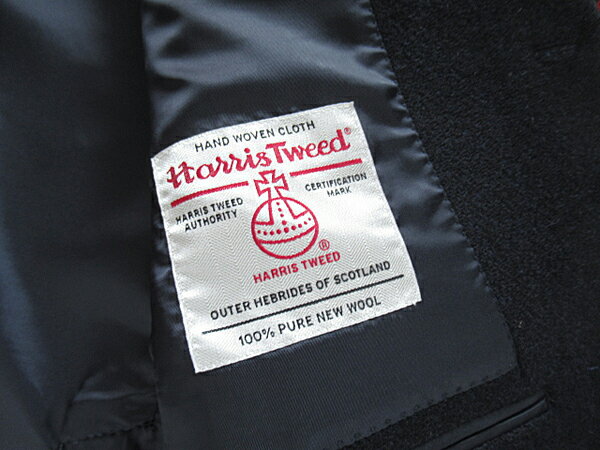 HAND WOVEN CLOTH
Harris Tweed®
HARRIS TWEED AUTHORITY
CERTIFICATION MARK
®
HARRIS TWEED
OUTER HEBRIDES OF SCOTLAND
100% PURE NEW WOOL